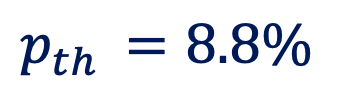 p_th = 8.8%